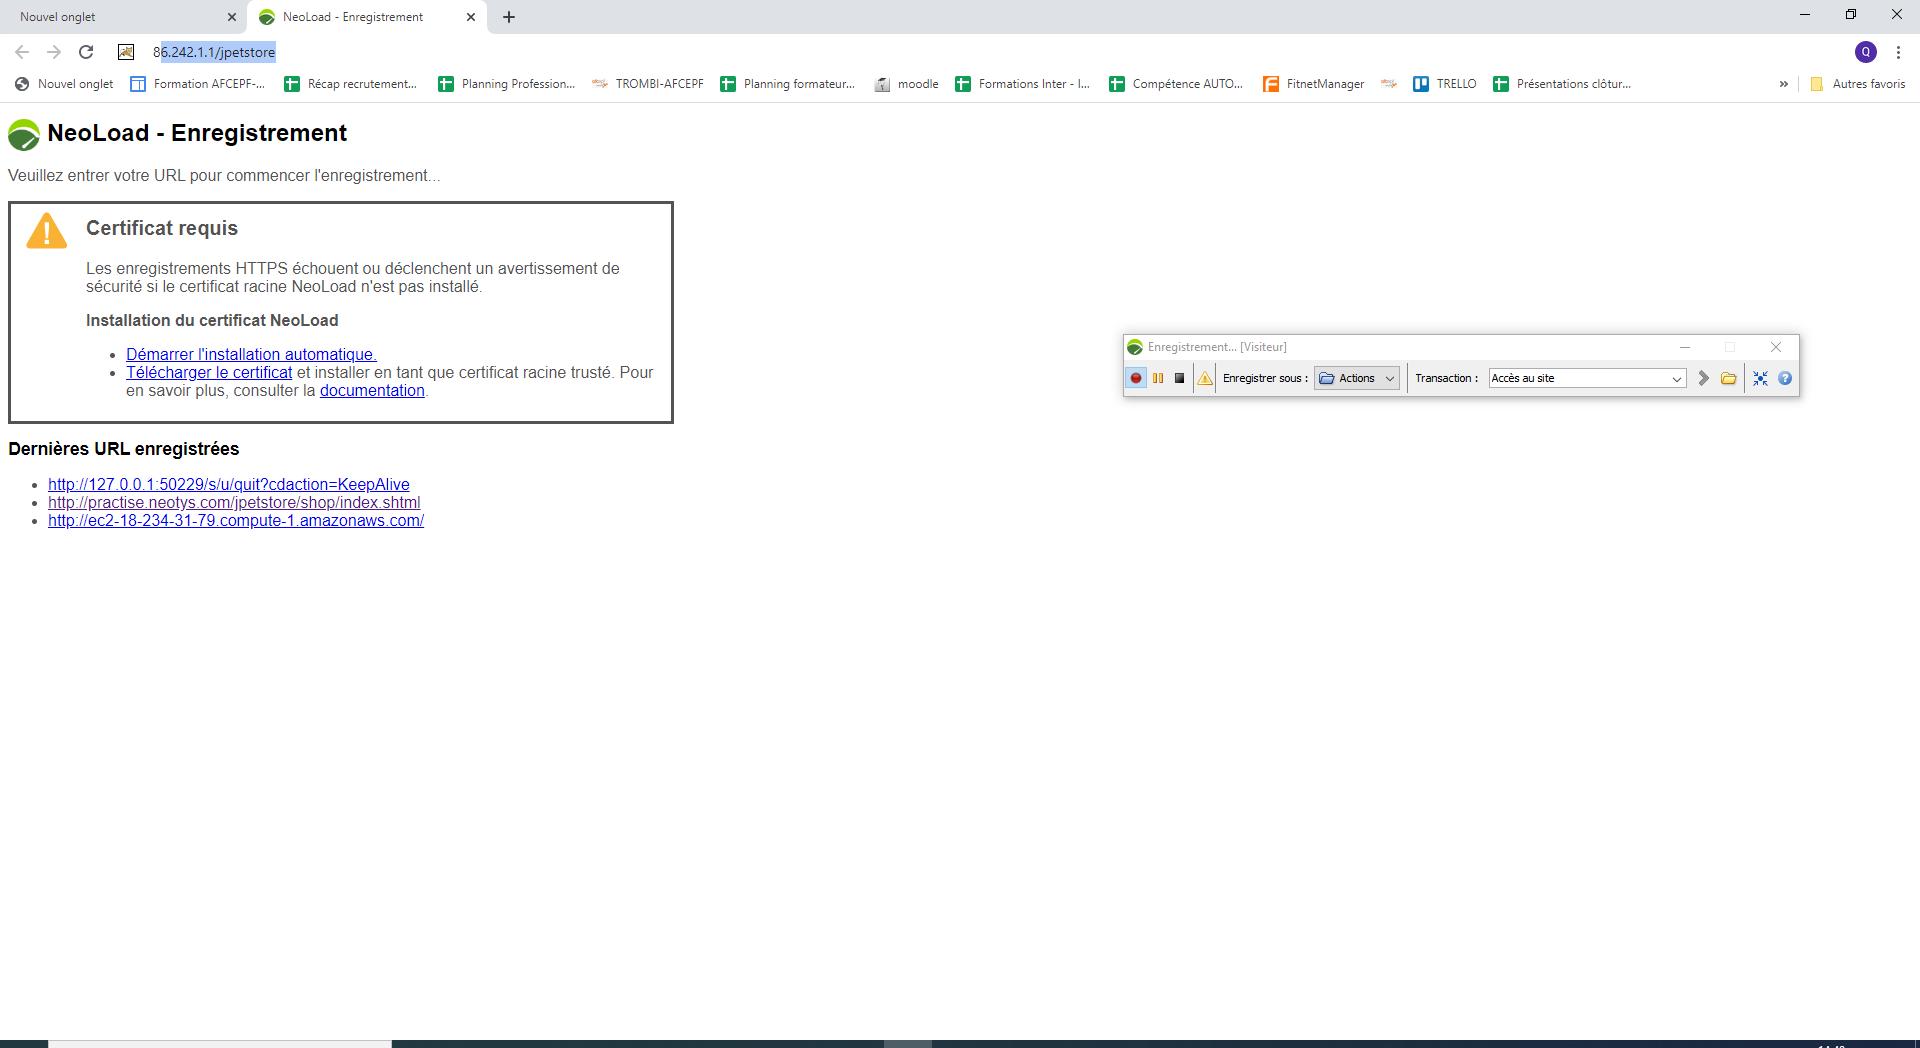 Nouvel onglet
NeoLoad - Enregistrement
86.242.1.1/jpetstore
Q
Nouvel onglet
Formation AFCEPF-...
Récap recrutement...
Planning Profession...
TROMBI-AFCEPF
Planning formateur...
moodle
Formations Inter - I...
Compétence AUTO...
FitnetManager
TRELLO
Présentations clôtur...
»
Autres favoris
NeoLoad - Enregistrement
Veuillez entrer votre URL pour commencer l'enregistrement...
Certificat requis
Les enregistrements HTTPS échouent ou déclenchent un avertissement de
sécurité si le certificat racine NeoLoad n'est pas installé.
Installation du certificat NeoLoad
Démarrer l'installation automatique.
Télécharger le certificat et installer en tant que certificat racine trusté. Pour
en savoir plus, consulter la documentation.
Enregistrement... [Visiteur]
Enregistrer sous : Actions Transaction : Accès au site
Dernières URL enregistrées
http://127.0.0.1:50229/s/u/quit?cdaction=KeepAlive
http://practise.neotys.com/jpetstore/shop/index.shtml
http://ec2-18-234-31-79.compute-1.amazonaws.com/